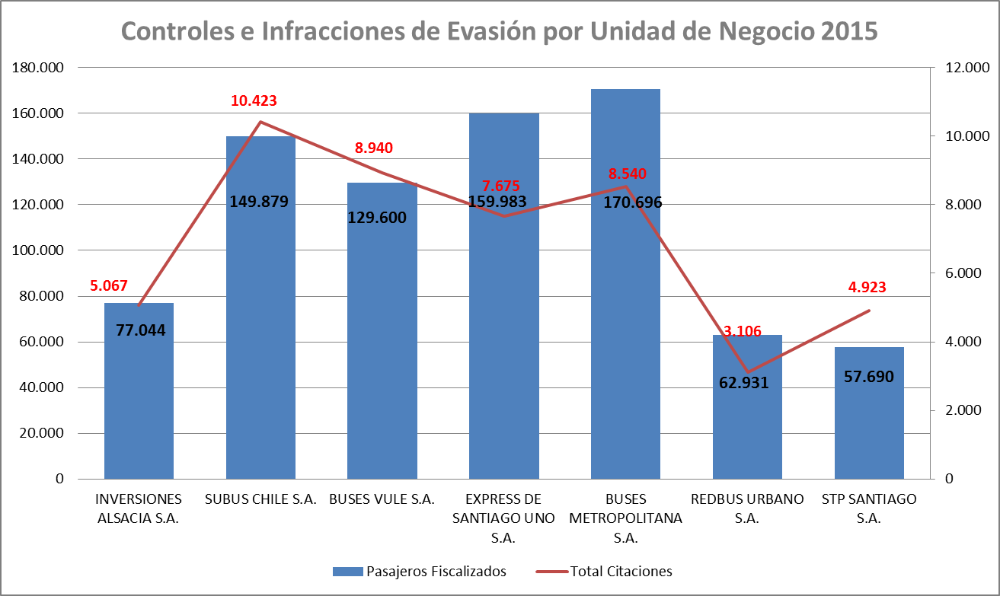 Controles e Infracciones de Evasión por Unidad de Negocio 2015
180.000
160.000
140.000
120.000
100.000
80.000
60.000
40.000
20.000
0
12.000
10.000
8.000
6.000
4.000
2.000
0
5.067
10.423
8.940
7.675
8.540
3.106
4.923
77.044
149.879
129.600
159.983
170.696
62.931
57.690
INVERSIONES
ALSACIA S.A.
SUBUS CHILE S.A.
BUSES VULE S.A.
EXPRESS DE
SANTIAGO UNO
S.A.
BUSES
METROPOLITANA
S.A.
REDBUS URBANO
S.A.
STP SANTIAGO
S.A.
Pasajeros Fiscalizados
Total Citaciones